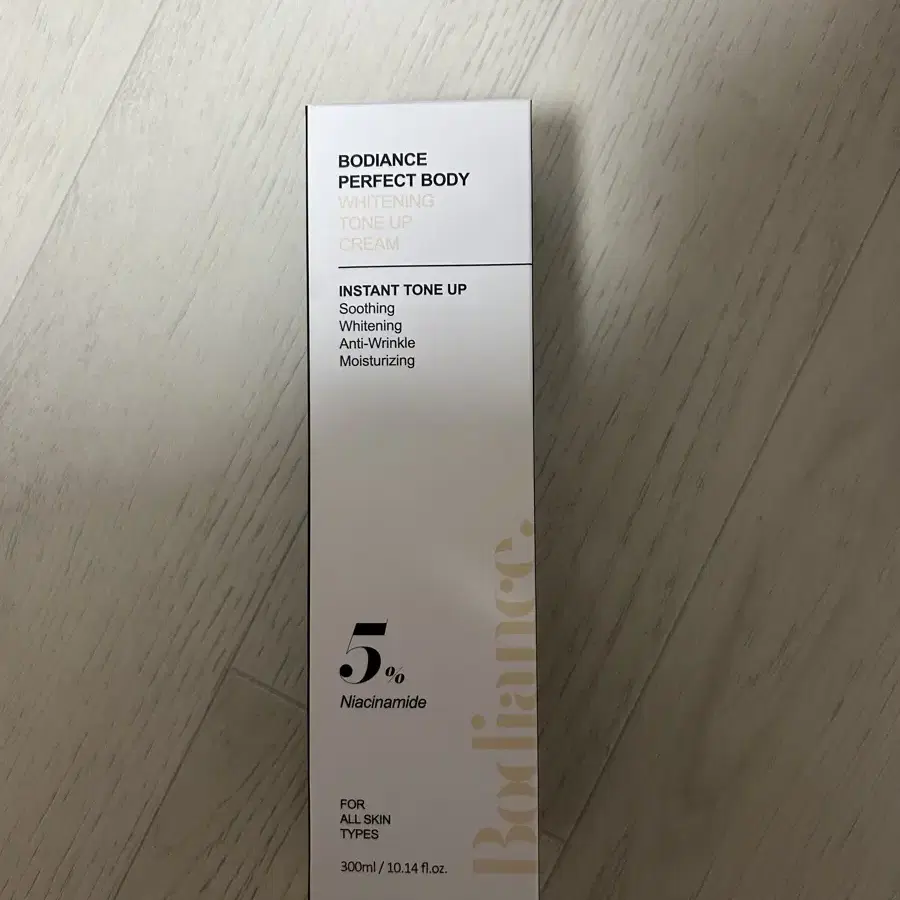 BODIANCE
PERFECT BODY
WHITENING
TONE UP
CREAM
INSTANT TONE UP
Soothing
Whitening
Anti-Wrinkle
Moisturizing
5%
Niacinamide
FOR
ALL SKIN
TYPES
300ml / 10.14 fl.oz.
Bodiance.